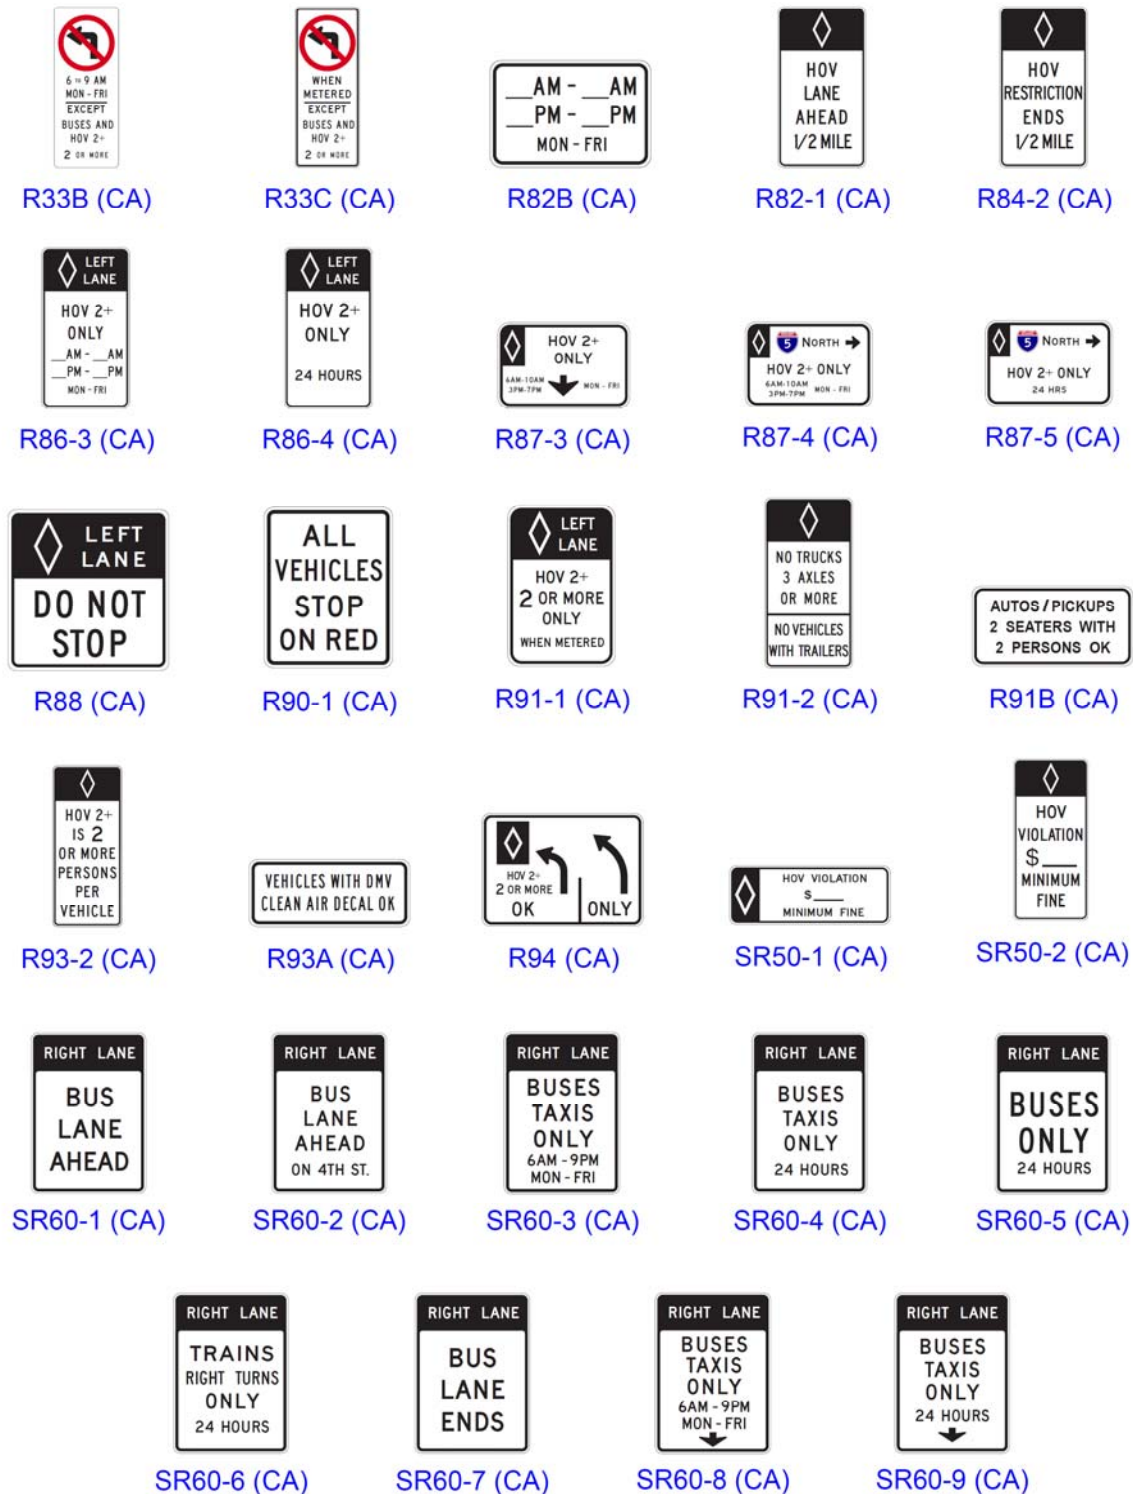 6 TO 9 AM
MON - FRI
EXCEPT
BUSES AND
HOV 2+
2 OR MORE
R33B (CA)
WHEN
METERED
EXCEPT
BUSES AND
HOV 2+
2 OR MORE
R33C (CA)
__AM - __AM
__PM - __PM
MON - FRI
R82B (CA)
HOV
LANE
AHEAD
1/2 MILE
R82-1 (CA)
HOV
RESTRICTION
ENDS
1/2 MILE
R84-2 (CA)
LEFT
LANE
HOV 2+
ONLY
__AM - __AM
__PM - __PM
MON - FRI
R86-3 (CA)
LEFT
LANE
HOV 2+
ONLY
24 HOURS
R86-4 (CA)
HOV 2+
ONLY
6AM-10AM
3PM-7PM MON - FRI
R87-3 (CA)
5 NORTH
HOV 2+ ONLY
6AM-10AM
3PM-7PM MON - FRI
R87-4 (CA)
5 NORTH
HOV 2+ ONLY
24 HRS
R87-5 (CA)
LEFT
LANE
DO NOT
STOP
R88 (CA)
ALL
VEHICLES
STOP
ON RED
R90-1 (CA)
LEFT
LANE
HOV 2+
2 OR MORE
ONLY
WHEN METERED
R91-1 (CA)
NO TRUCKS
3 AXLES
OR MORE
NO VEHICLES
WITH TRAILERS
R91-2 (CA)
AUTOS / PICKUPS
2 SEATERS WITH
2 PERSONS OK
R91B (CA)
HOV 2+
IS 2
OR MORE
PERSONS
PER
VEHICLE
R93-2 (CA)
VEHICLES WITH DMV
CLEAN AIR DECAL OK
R93A (CA)
HOV 2+
2 OR MORE
OK ONLY
R94 (CA)
HOV VIOLATION
$____
MINIMUM FINE
SR50-1 (CA)
HOV
VIOLATION
$___
MINIMUM
FINE
SR50-2 (CA)
RIGHT LANE
BUS
LANE
AHEAD
SR60-1 (CA)
RIGHT LANE
BUS
LANE
AHEAD
ON 4TH ST.
SR60-2 (CA)
RIGHT LANE
BUSES
TAXIS
ONLY
6AM - 9PM
MON - FRI
SR60-3 (CA)
RIGHT LANE
BUSES
TAXIS
ONLY
24 HOURS
SR60-4 (CA)
RIGHT LANE
BUSES
ONLY
24 HOURS
SR60-5 (CA)
RIGHT LANE
TRAINS
RIGHT TURNS
ONLY
24 HOURS
SR60-6 (CA)
RIGHT LANE
BUS
LANE
ENDS
SR60-7 (CA)
RIGHT LANE
BUSES
TAXIS
ONLY
6AM - 9PM
MON - FRI
SR60-8 (CA)
RIGHT LANE
BUSES
TAXIS
ONLY
24 HOURS
SR60-9 (CA)